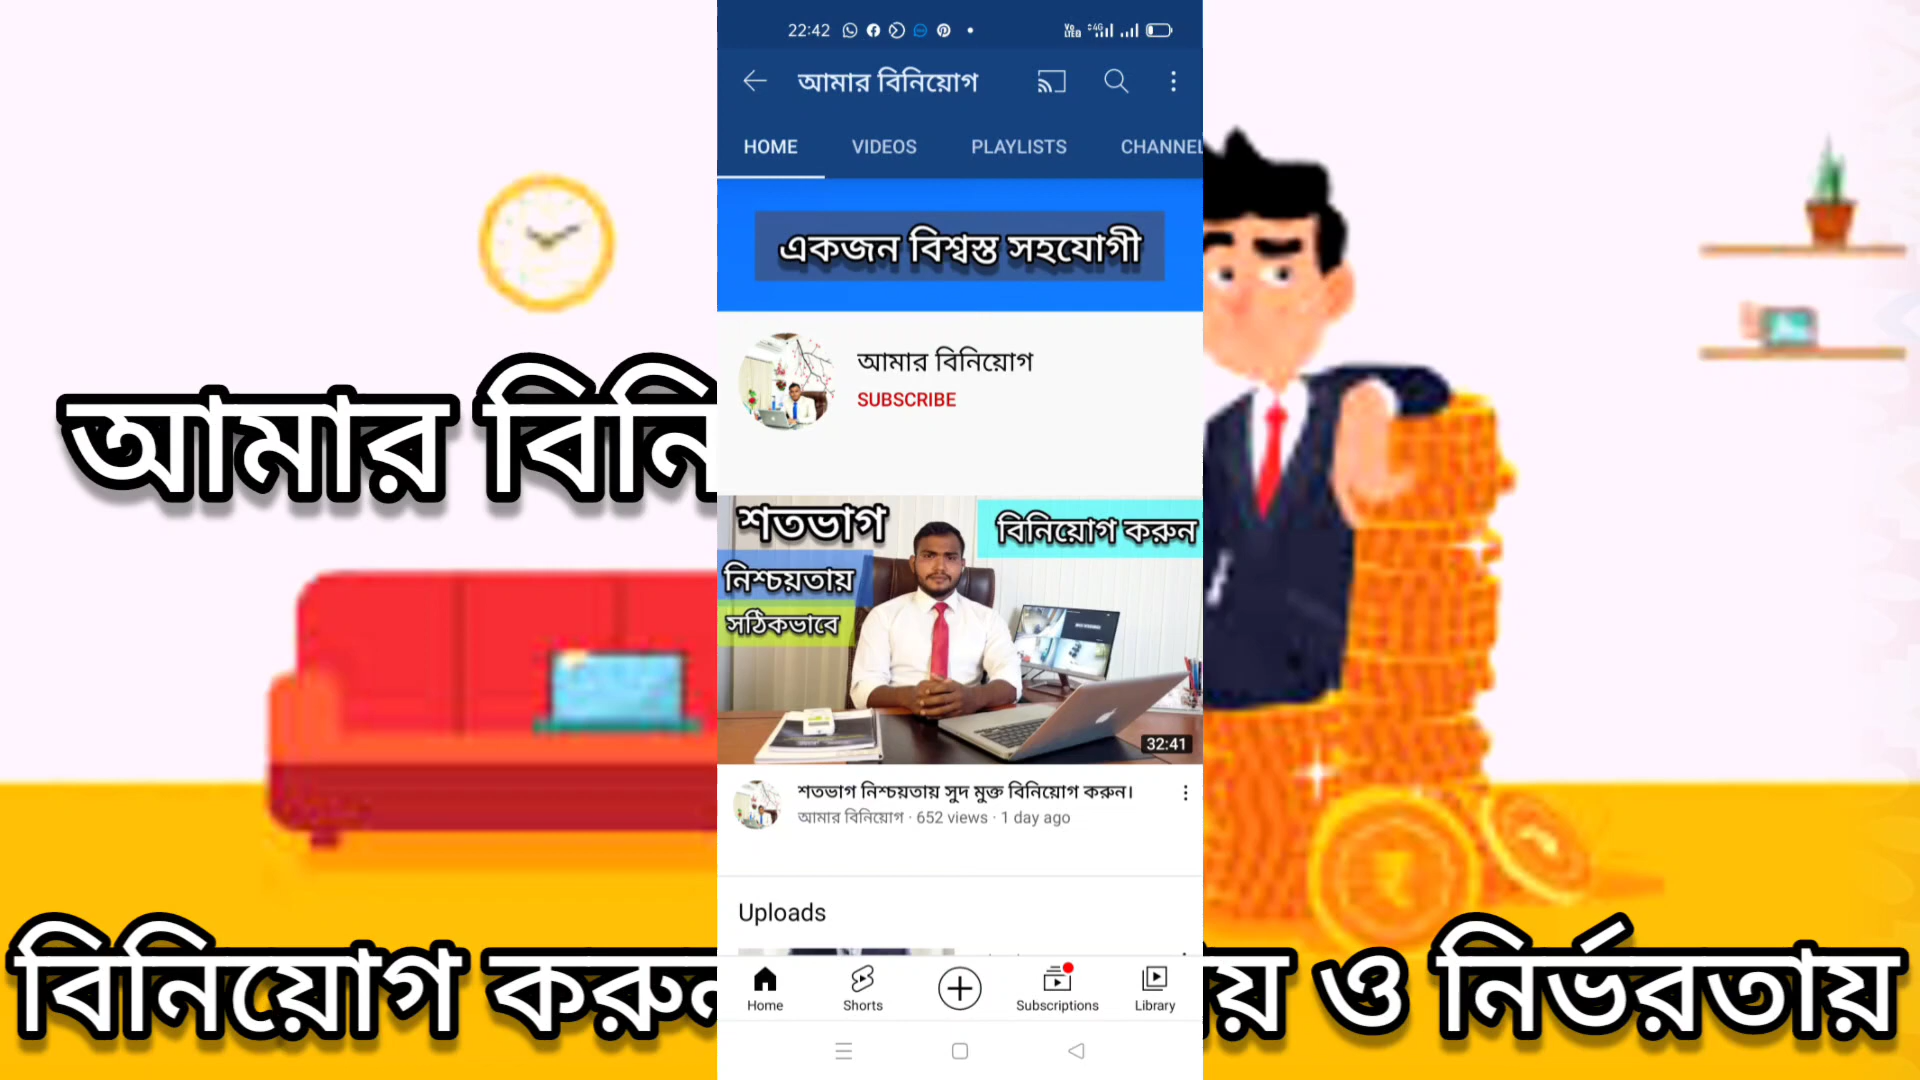 22:42
আমার বিনিয়োগ
HOME VIDEOS PLAYLISTS CHANNEL
একজন বিশ্বস্ত সহযোগী
আমার বিনিয়োগ
SUBSCRIBE
আমার বিনি
শতভাগ
বিনিয়োগ করুন
নিশ্চয়তায়
সঠিকভাবে
32:41
শতভাগ নিশ্চয়তায় সুদ মুক্ত বিনিয়োগ করুন।
আমার বিনিয়োগ · 652 views · 1 day ago
Uploads
বিনিয়োগ করুন
য় ও নির্ভরতায়
Home Shorts Subscriptions Library